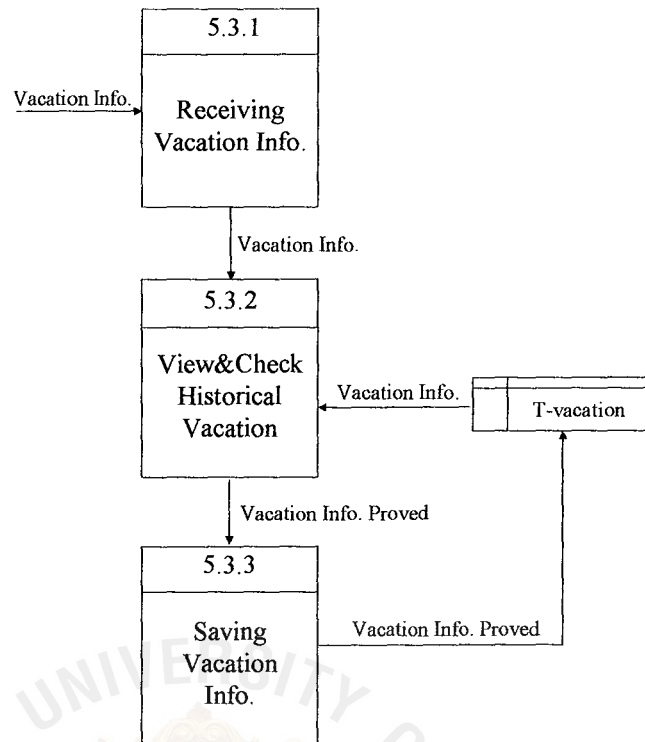 5.3.1
Vacation Info.
Receiving
Vacation Info.
Vacation Info.
5.3.2
View&Check
Historical
Vacation
Vacation Info.
T-vacation
Vacation Info. Proved
5.3.3
Saving
Vacation
Info.
Vacation Info. Proved
UNIVERSITY